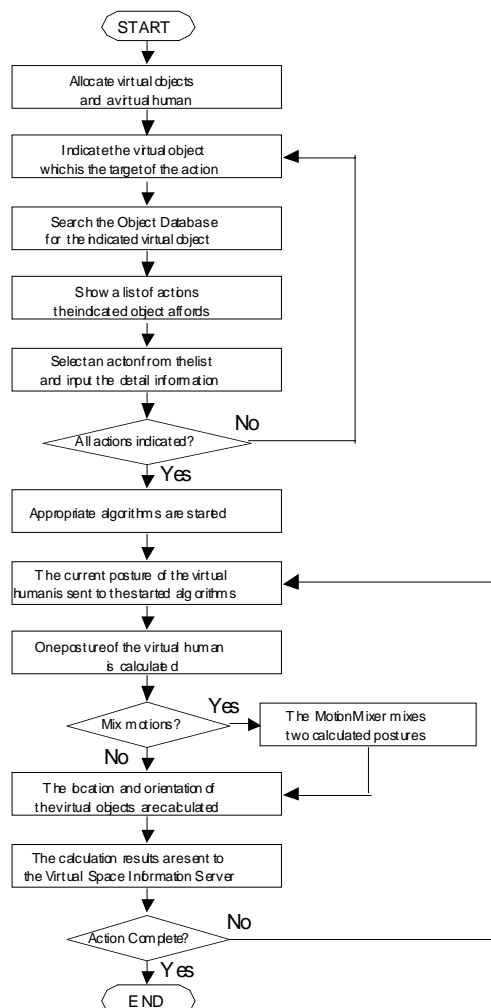 START
Allocate virtual objects
and a virtual human
Indicate the virtual object
which is the target of the action
Search the Object Database
for the indicated virtual object
Show a list of actions
the indicated object affords
Select an action from the list
and input the detail information
No
All actions indicated?
Yes
Appropriate algorithms are started
The current posture of the virtual
human is sent to the started algorithms
One posture of the virtual human
is calculated
Yes
Mix motions?
The Motion Mixer mixes
two calculated postures
No
The location and orientation of
the virtual objects are calculated
The calculation results are sent to
the Virtual Space Information Server
No
Action Complete?
Yes
END